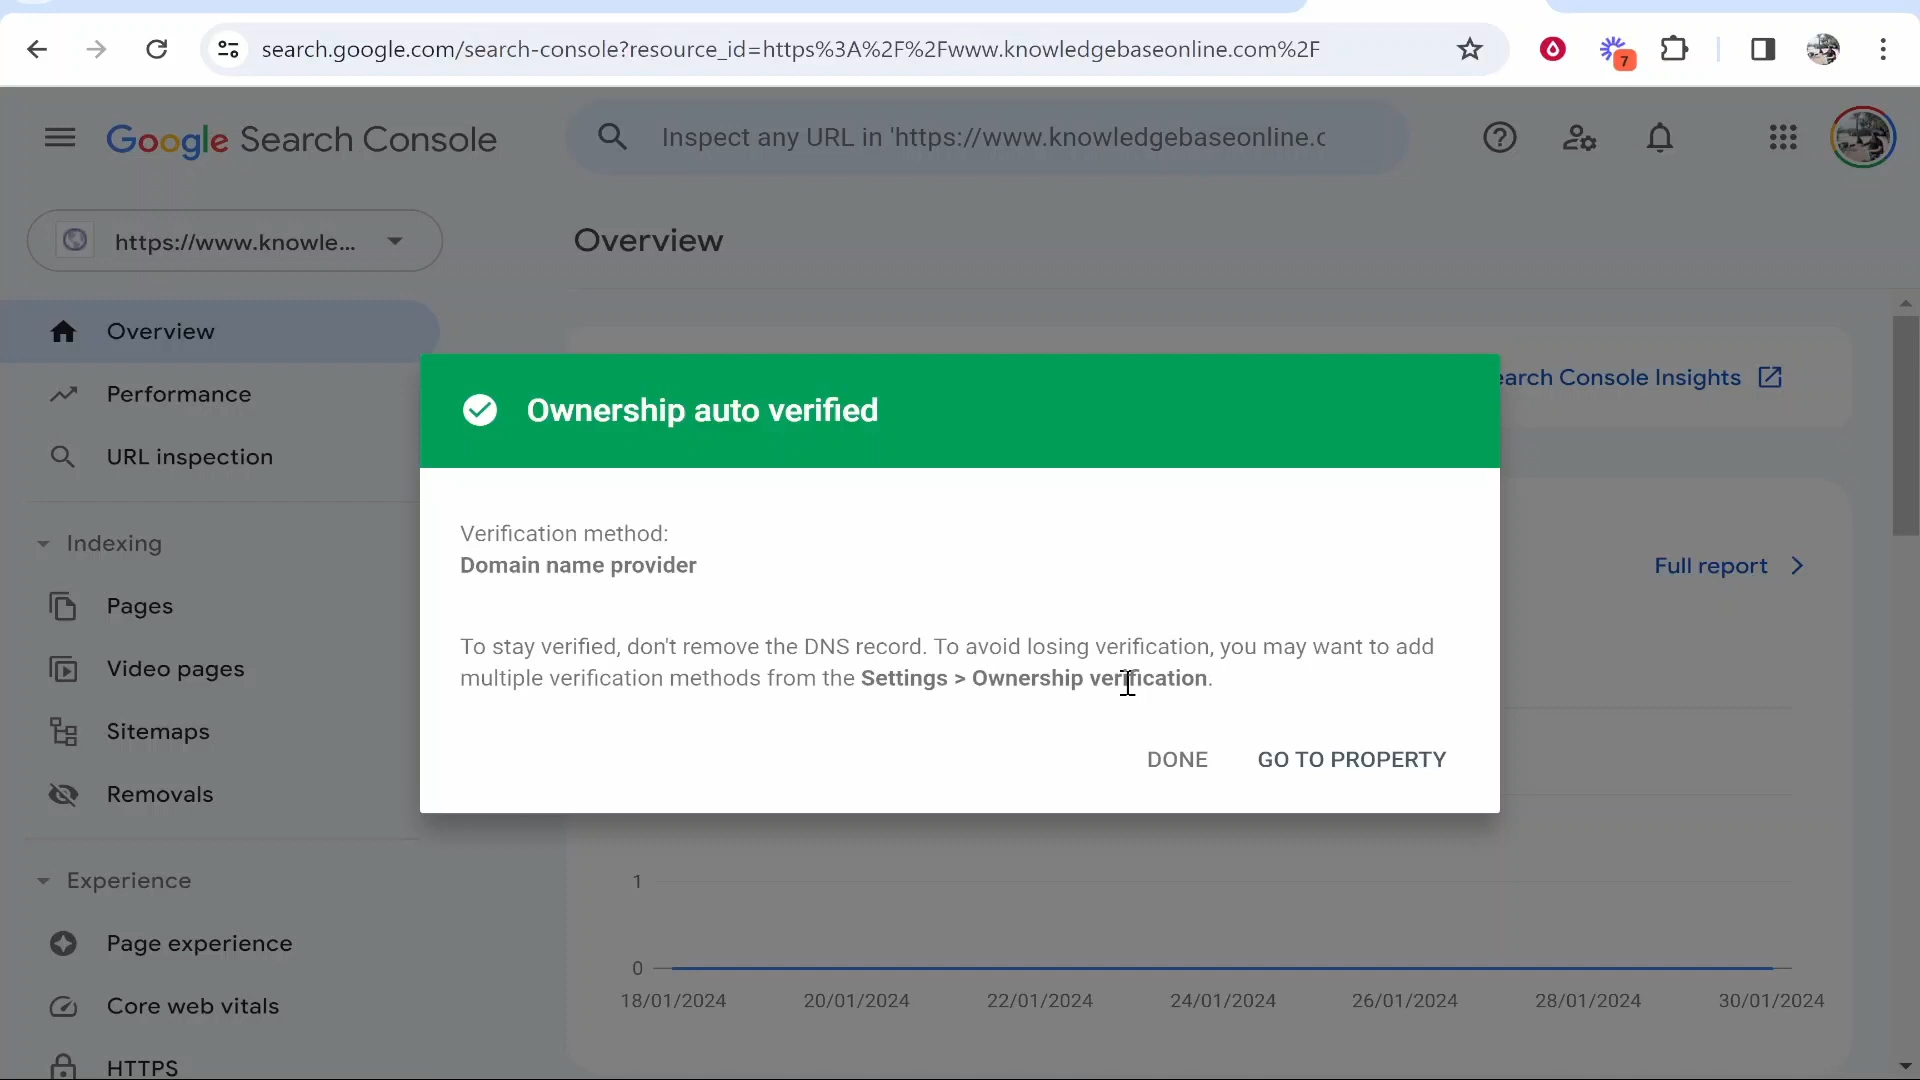 search.google.com/search-console?resource_id=https%3A%2F%2Fwww.knowledgebaseonline.com%2F
7
Google Search Console
Inspect any URL in 'https://www.knowledgebaseonline.c
https://www.knowle...
Overview
Overview
Performance
URL inspection
Indexing
Pages
Video pages
Sitemaps
Removals
Experience
Page experience
Core web vitals
HTTPS
earch Console Insights
Full report
Ownership auto verified
Verification method:
Domain name provider
To stay verified, don't remove the DNS record. To avoid losing verification, you may want to add
multiple verification methods from the Settings > Ownership verification.
DONE GO TO PROPERTY
1
0
18/01/2024 20/01/2024 22/01/2024 24/01/2024 26/01/2024 28/01/2024 30/01/2024